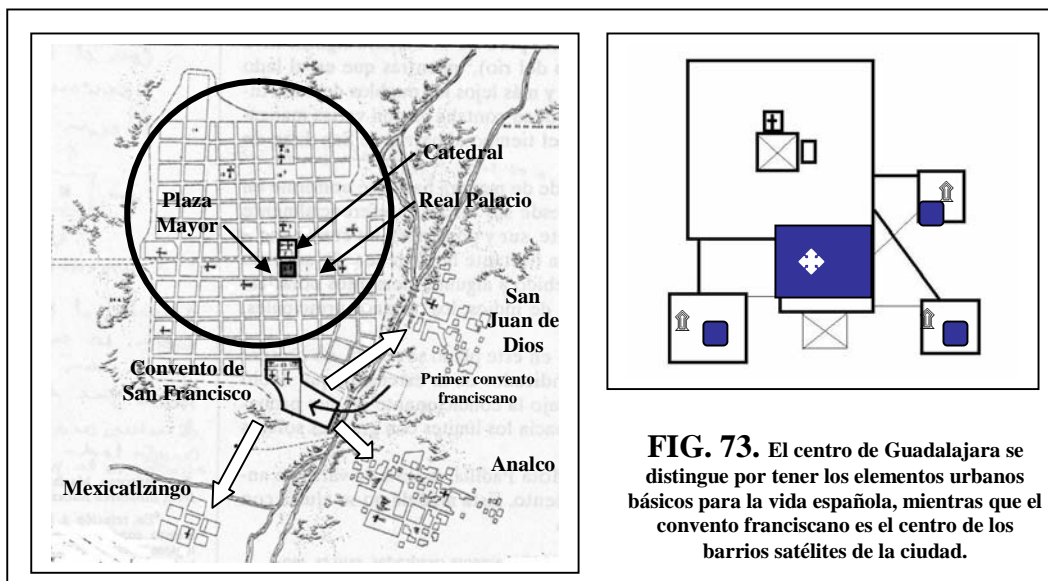 Catedral
Plaza
Mayor
Real Palacio
San
Juan de
Dios
Convento de
San Francisco
Primer convento
franciscano
Analco
Mexicatlzingo
FIG. 73. El centro de Guadalajara se
distingue por tener los elementos urbanos
básicos para la vida española, mientras que el
convento franciscano es el centro de los
barrios satélites de la ciudad.